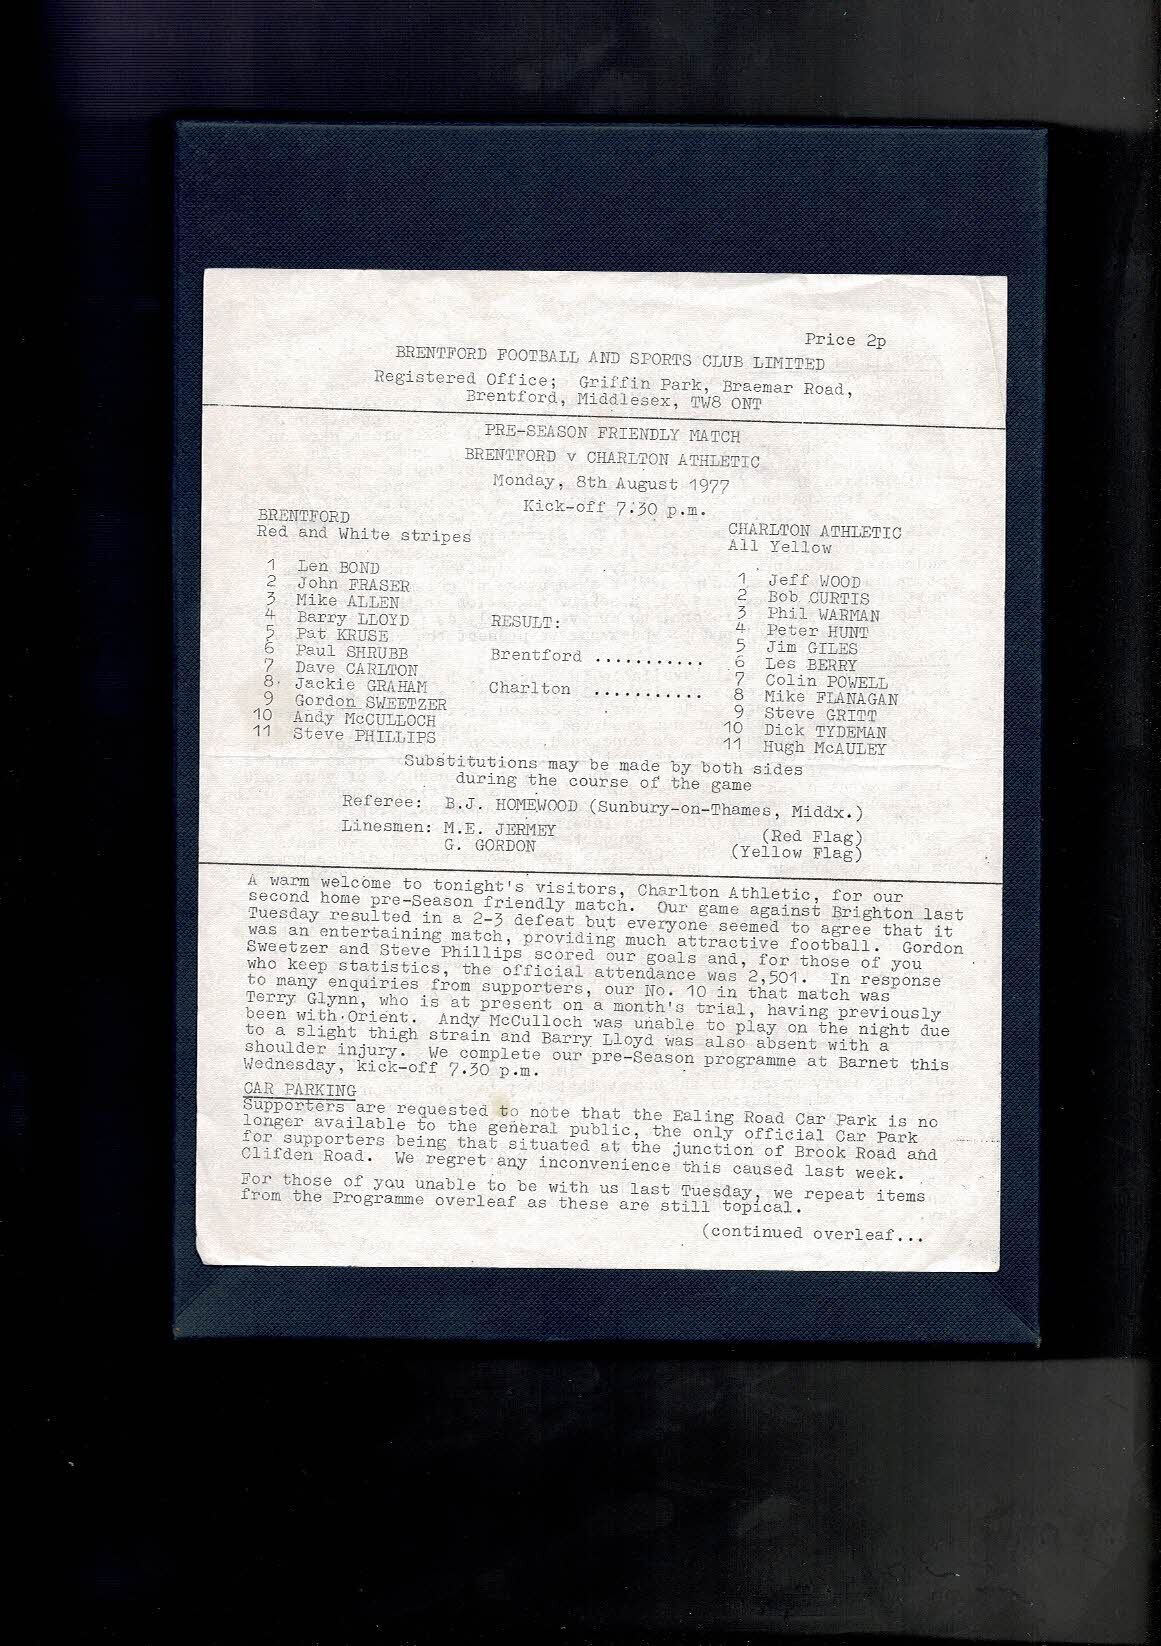 Price 2p
BRENTFORD FOOTBALL AND SPORTS CLUB LIMITED
Registered Office; Griffin Park, Braemar Road,
Brentford, Middlesex, TW8 ONT
PRE-SEASON FRIENDLY MATCH
BRENTFORD v CHARLTON ATHLETIC
Monday, 8th August 1977
Kick-off 7.30 p.m.
BRENTFORD
Red and White stripes
1 Len BOND
2 John FRASER
3 Mike ALLEN
4 Barry LLOYD
5 Pat KRUSE
6 Paul SHRUBB
7 Dave CARLTON
8 Jackie GRAHAM
9 Gordon SWEETZER
10 Andy McCULLOCH
11 Steve PHILLIPS
RESULT:
Brentford ...........
Charlton ...........
CHARLTON ATHLETIC
All Yellow
1 Jeff WOOD
2 Bob CURTIS
3 Phil WARMAN
4 Peter HUNT
5 Jim GILES
6 Les BERRY
7 Colin POWELL
8 Mike FLANAGAN
9 Steve GRITT
10 Dick TYDEMAN
11 Hugh McAULEY
Substitutions may be made by both sides
during the course of the game
Referee: B.J. HOMEWOOD (Sunbury-on-Thames, Middx.)
Linesmen: M.E. JERMEY (Red Flag)
G. GORDON (Yellow Flag)
A warm welcome to tonight's visitors, Charlton Athletic, for our
second home pre-Season friendly match. Our game against Brighton last
Tuesday resulted in a 2-3 defeat but everyone seemed to agree that it
was an entertaining match, providing much attractive football. Gordon
Sweetzer and Steve Phillips scored our goals and, for those of you
who keep statistics, the official attendance was 2,501. In response
to many enquiries from supporters, our No. 10 in that match was
Terry Glynn, who is at present on a month's trial, having previously
been with Orient. Andy McCulloch was unable to play on the night due
to a slight thigh strain and Barry Lloyd was also absent with a
shoulder injury. We complete our pre-Season programme at Barnet this
Wednesday, kick-off 7.30 p.m.
CAR PARKING
Supporters are requested to note that the Ealing Road Car Park is no
longer available to the general public, the only official Car Park
for supporters being that situated at the junction of Brook Road and
Clifden Road. We regret any inconvenience this caused last week.
For those of you unable to be with us last Tuesday, we repeat items
from the Programme overleaf as these are still topical.
(continued overleaf...